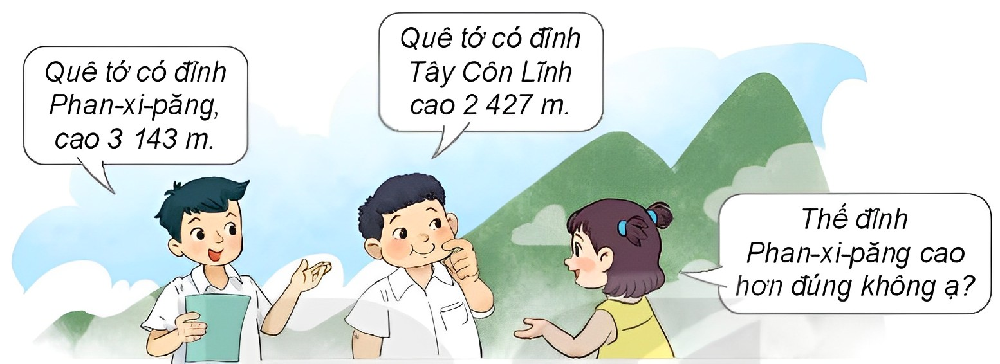 Quê tớ có đỉnh
Phan-xi-păng,
cao 3 143 m.
Quê tớ có đỉnh
Tây Côn Lĩnh
cao 2 427 m.
Thế đỉnh
Phan-xi-păng cao
hơn đúng không ạ?